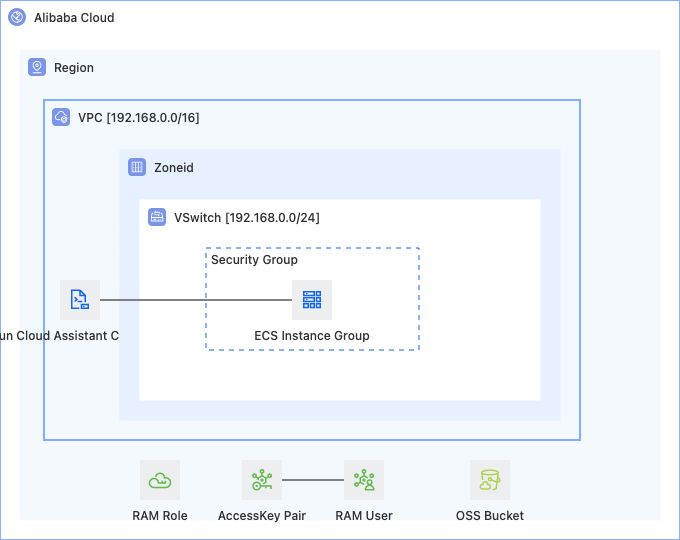 Alibaba Cloud
Region
VPC [192.168.0.0/16]
Zoneid
VSwitch [192.168.0.0/24]
Security Group
un Cloud Assistant C
ECS Instance Group
RAM Role
AccessKey Pair
RAM User
OSS Bucket